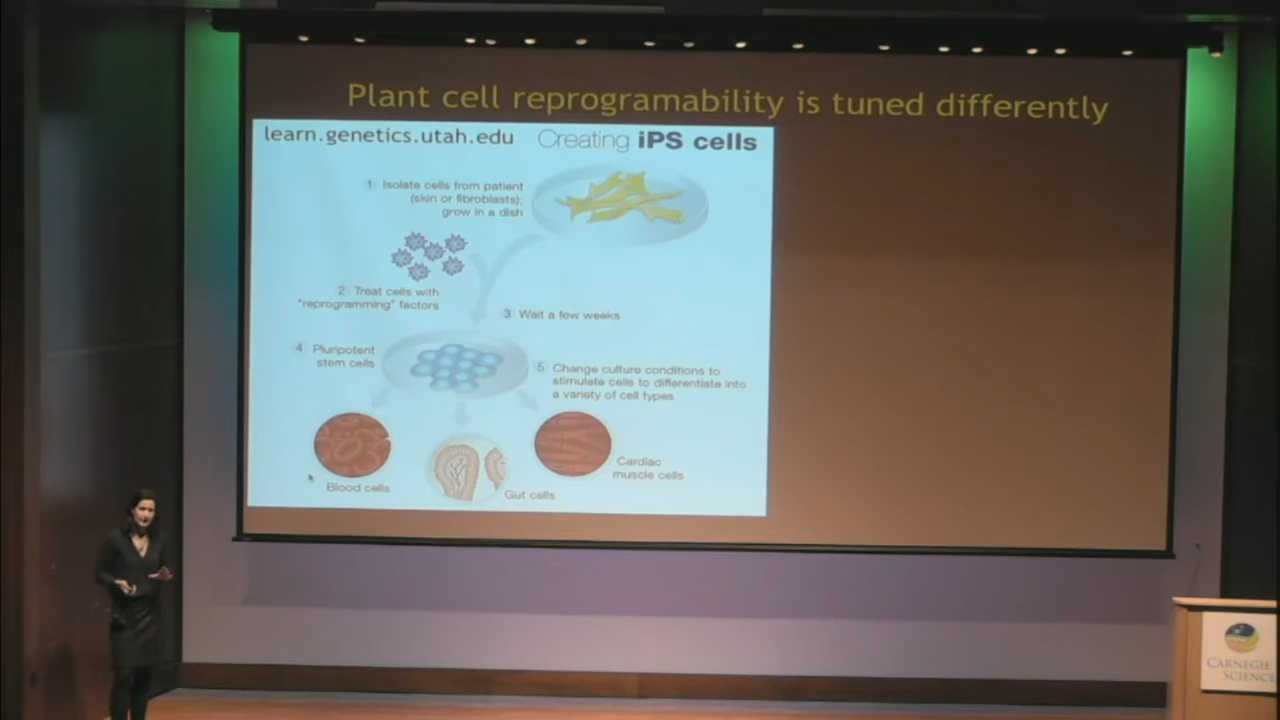 Plant cell reprogramability is tuned differently
learn.genetics.utah.edu
Creating iPS cells
1 Isolate cells from patient
(skin or fibroblasts);
grow in a dish
2 Treat cells with
"reprogramming" factors
3 Wait a few weeks
4 Pluripotent
stem cells
5 Change culture conditions to
stimulate cells to differentiate into
a variety of cell types
Blood cells
Gut cells
Cardiac
muscle cells
CARNEGIE
SCIENCE